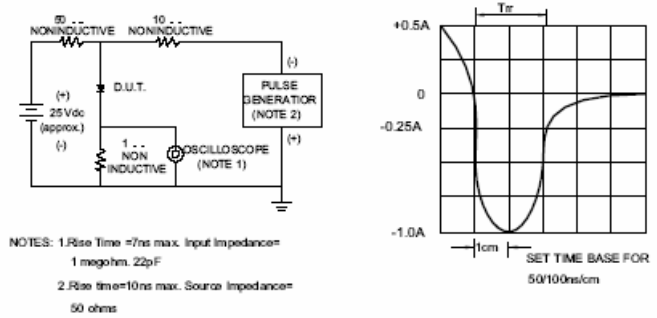 50 --
NONINDUCTIVE
10 --
NONINDUCTIVE
(+)
25Vdc
(approx.)
(-)
D.U.T.
1 --
NON
INDUCTIVE
OSCILLOSCOPE
(NOTE 1)
(-)
PULSE
GENERATIOR
(NOTE 2)
(+)
NOTES: 1.Rise Time =7ns max. Input Impedance=
1 megohm. 22pF
2.Rise time=10ns max. Source Impedance=
50 ohms
Trr
+0.5A
0
-0.25A
-1.0A
1cm
SET TIME BASE FOR
50/100ns/cm